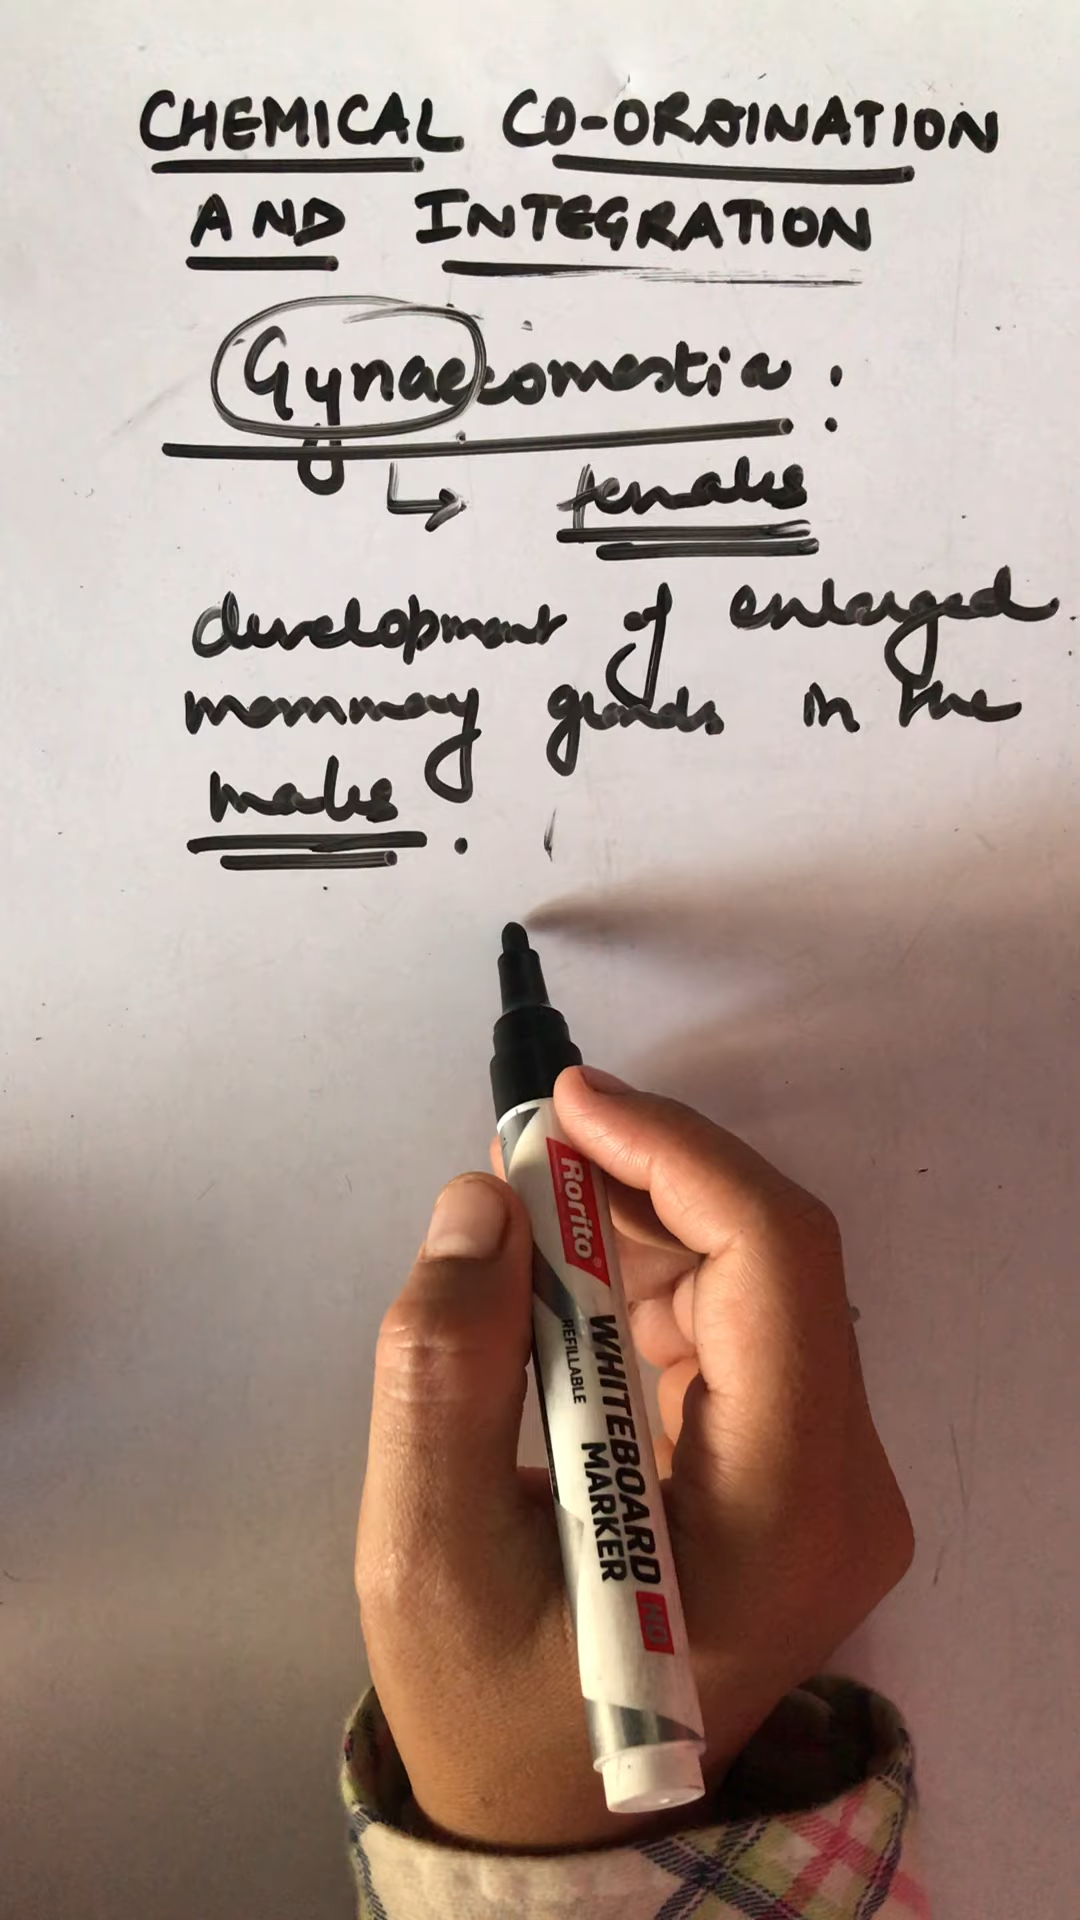 CHEMICAL CO-ORDINATION
AND INTEGRATION
Gynaecomastia :
↳ females
development of enlarged
mammary glands in the
males.
Rorito®
WHITEBOARD
MARKER
REFILLABLE